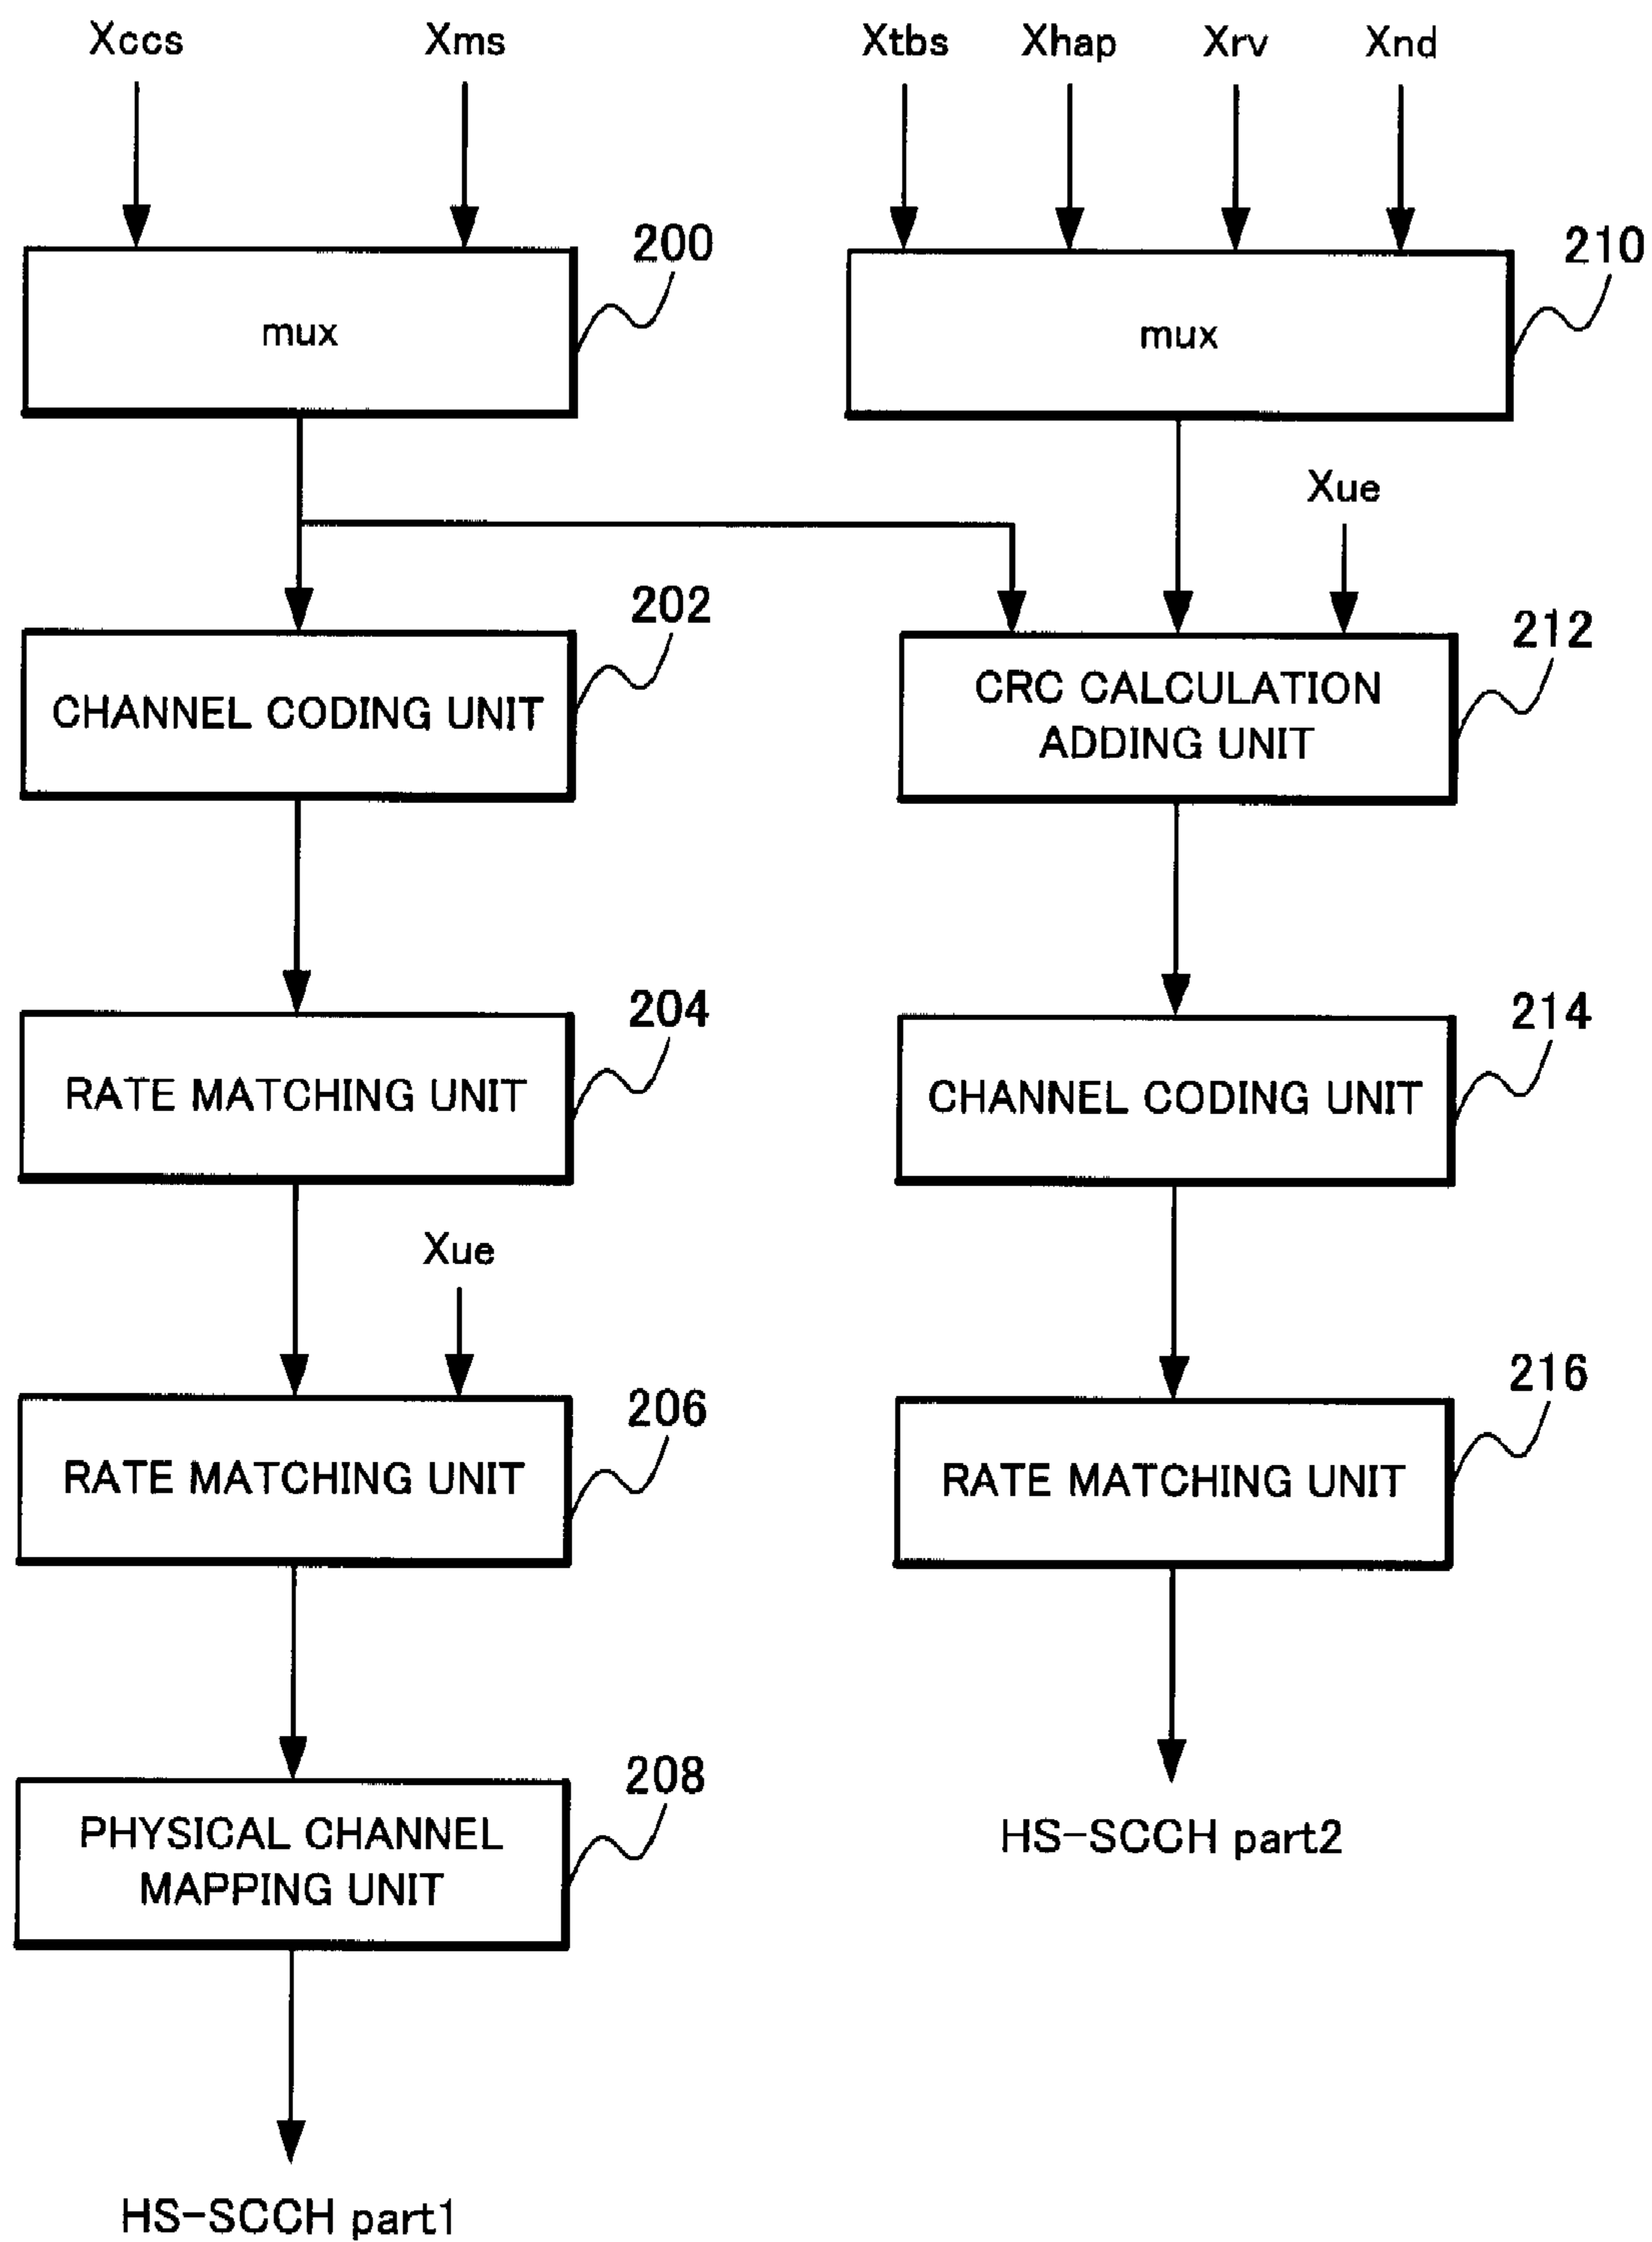 Xccs Xms Xtbs Xhap Xrv Xnd
200
210
mux
mux
Xue
202
212
CHANNEL CODING UNIT
CRC CALCULATION
ADDING UNIT
204
214
RATE MATCHING UNIT
CHANNEL CODING UNIT
Xue
206
216
RATE MATCHING UNIT
RATE MATCHING UNIT
208
PHYSICAL CHANNEL
MAPPING UNIT
HS-SCCH part2
HS-SCCH part1